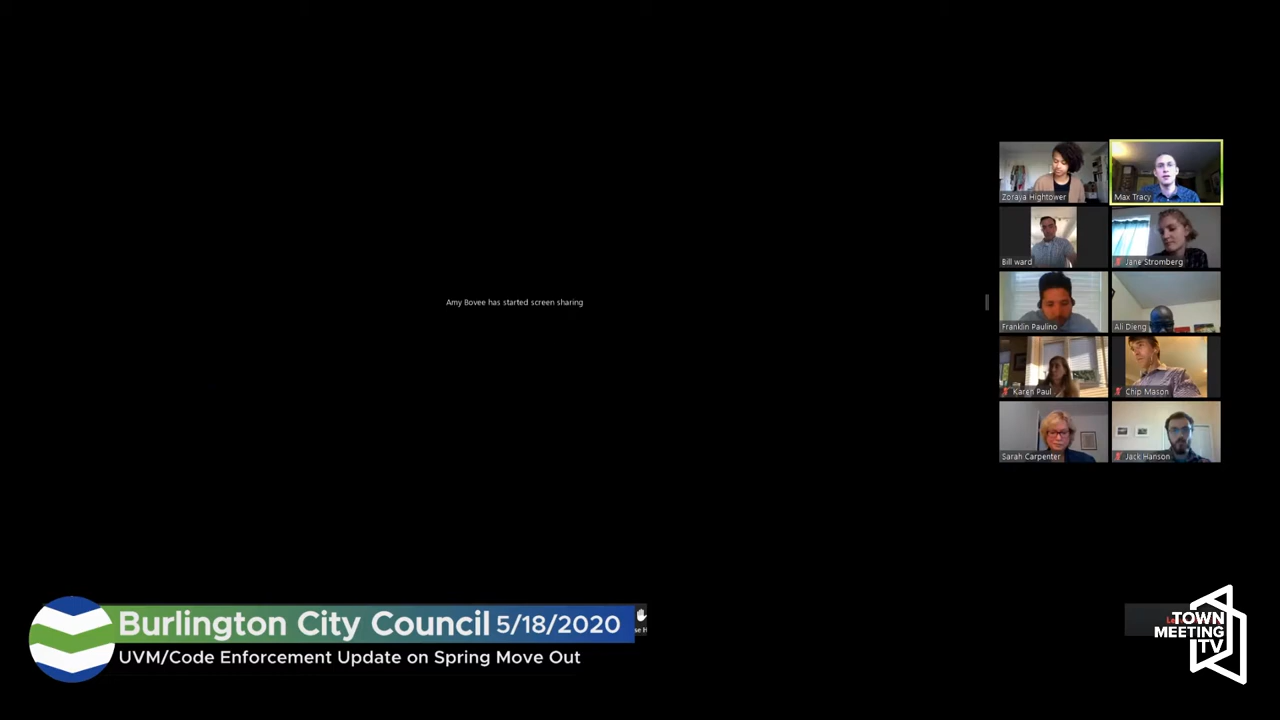 Zoraya Hightower
Max Tracy
Bill ward
Jane Stromberg
Amy Bovee has started screen sharing
Franklin Paulino
Ali Dieng
Karen Paul
Chip Mason
Sarah Carpenter
Jack Hanson
Burlington City Council 5/18/2020
UVM/Code Enforcement Update on Spring Move Out
TOWN
MEETING
TV